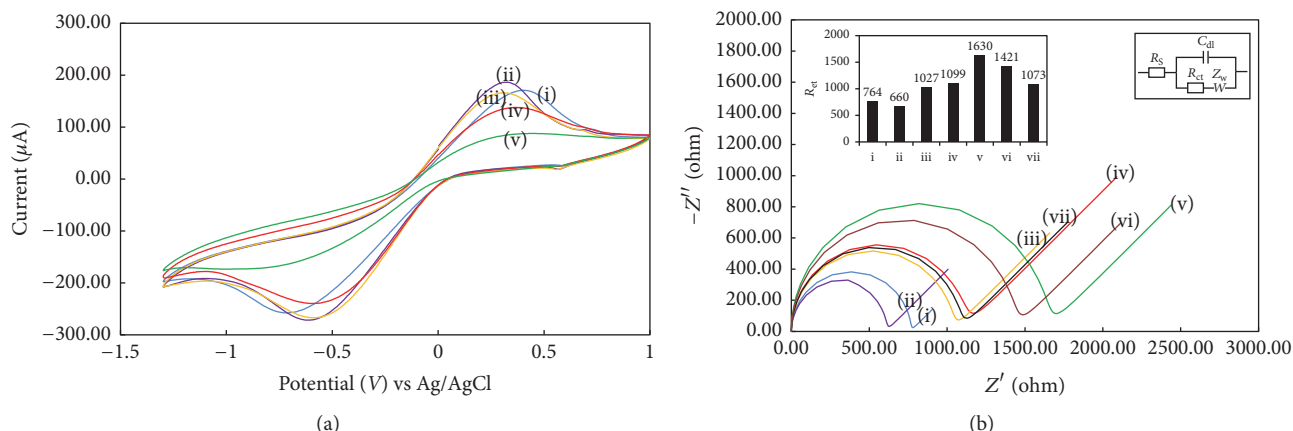 300.00
200.00
100.00
0.00
−100.00
−200.00
−300.00
Current (μA)
−1.5
−1
−0.5
0
0.5
1
Potential (V) vs Ag/AgCl
(ii)
(iii)
(i)
(iv)
(v)
(a)
2000.00
1800.00
1600.00
1400.00
1200.00
1000.00
800.00
600.00
400.00
200.00
0.00
−Z′′ (ohm)
0.00
500.00
1000.00
1500.00
2000.00
2500.00
3000.00
Z′ (ohm)
2000
1500
1000
500
0
764
660
1027
1099
1630
1421
1073
i
ii
iii
iv
v
vi
vii
Cdl
RS
Rct
Zw
W
(iv)
(v)
(vii)
(vi)
(iii)
(ii)
(i)
(b)